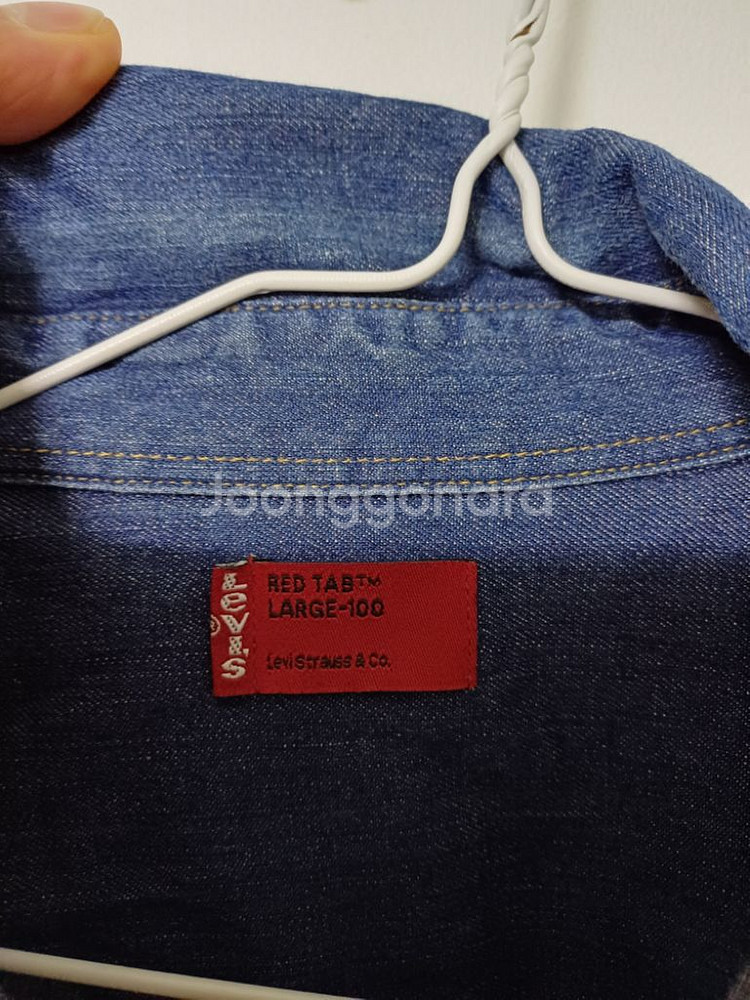 Joonggonara
LEVI'S
®
RED TAB™
LARGE-100
Levi Strauss & Co.